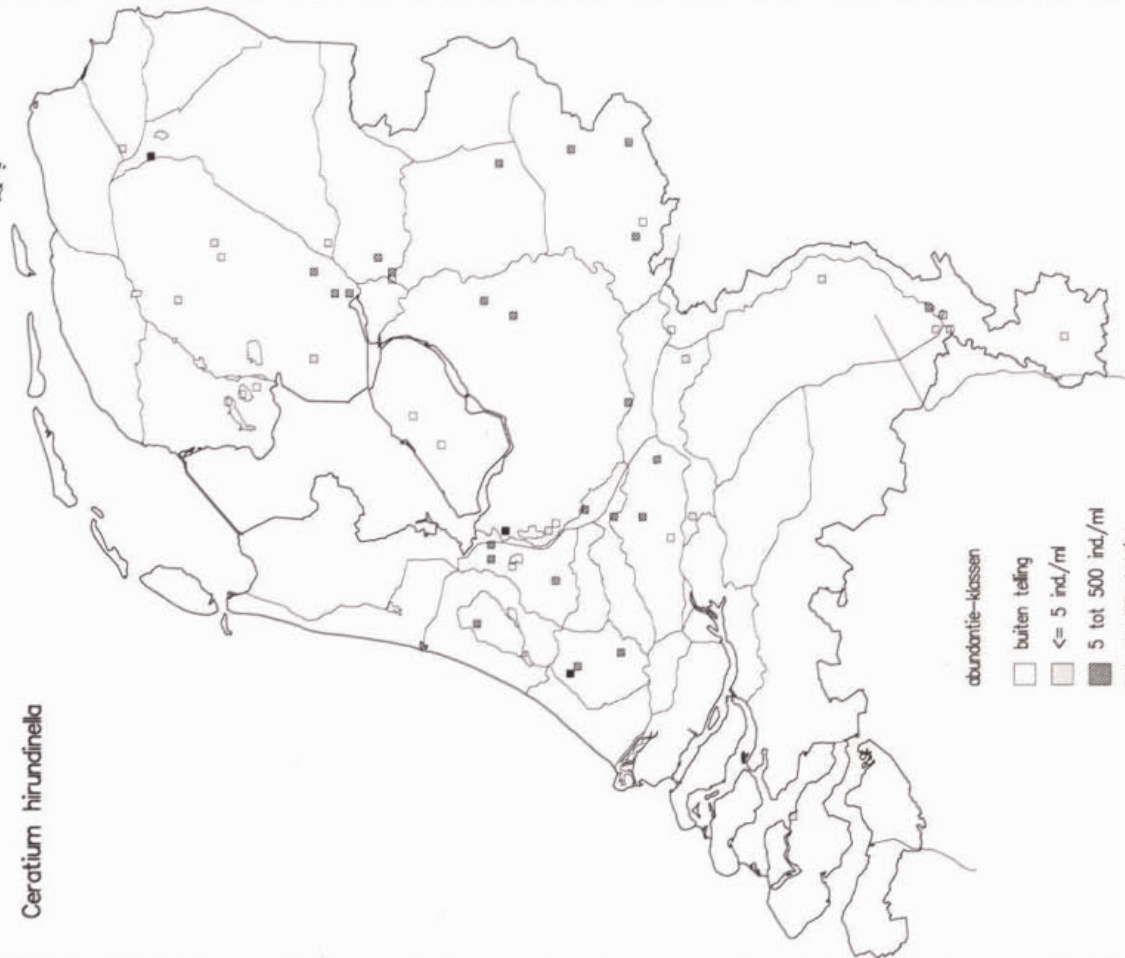 Ceratium hirundinella
abundantie-klassen
buiten telling
<= 5 ind./ml
5 tot 500 ind./ml